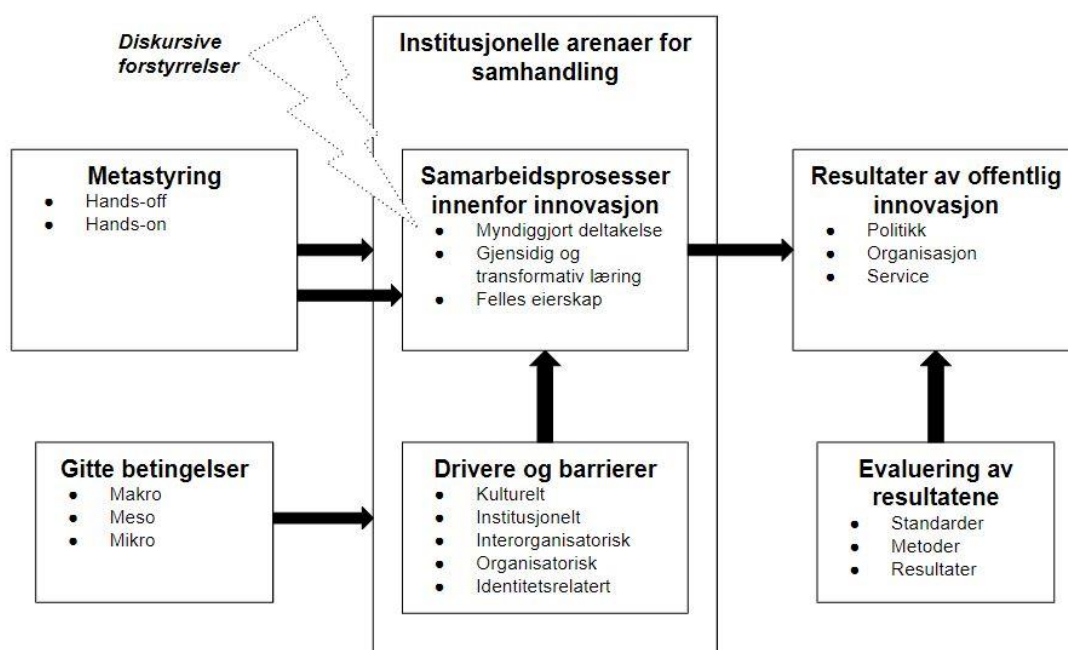 Diskursive
forstyrrelser
Institusjonelle arenaer for
samhandling
Metastyring
● Hands-off
● Hands-on
Samarbeidsprosesser
innenfor innovasjon
● Myndiggjort deltakelse
● Gjensidig og
transformativ læring
● Felles eierskap
Resultater av offentlig
innovasjon
● Politikk
● Organisasjon
● Service
Gitte betingelser
● Makro
● Meso
● Mikro
Drivere og barrierer
● Kulturelt
● Institusjonelt
● Interorganisatorisk
● Organisatorisk
● Identitetsrelatert
Evaluering av
resultatene
● Standarder
● Metoder
● Resultater